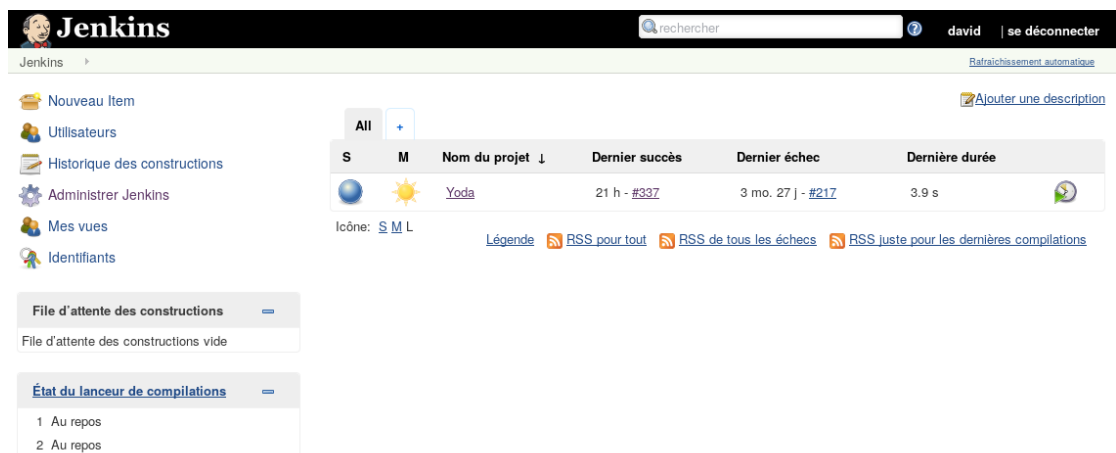 Jenkins
rechercher
david | se déconnecter
Jenkins
Rafraîchissement automatique
Nouveau Item
Utilisateurs
Historique des constructions
Administrer Jenkins
Mes vues
Identifiants
File d'attente des constructions
File d'attente des constructions vide
État du lanceur de compilations
1 Au repos
2 Au repos
Ajouter une description
All +
S M Nom du projet ↓ Dernier succès Dernier échec Dernière durée
Yoda 21 h - #337 3 mo. 27 j - #217 3.9 s
Icône: S M L
Légende RSS pour tout RSS de tous les échecs RSS juste pour les dernières compilations